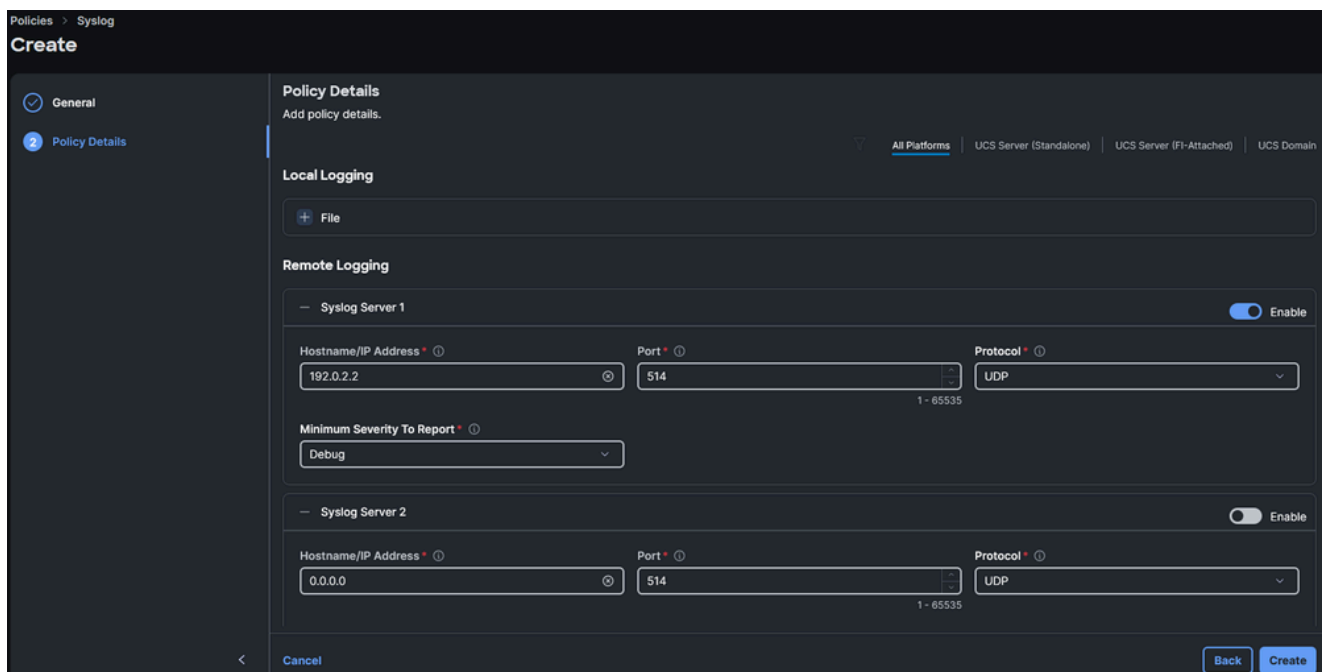 Policies > Syslog
Create
General
2 Policy Details
Policy Details
Add policy details.
All Platforms | UCS Server (Standalone) | UCS Server (FI-Attached) | UCS Domain
Local Logging
+ File
Remote Logging
− Syslog Server 1
Enable
Hostname/IP Address * Port * Protocol *
192.0.2.2 514 UDP
1 - 65535
Minimum Severity To Report *
Debug
− Syslog Server 2
Enable
Hostname/IP Address * Port * Protocol *
0.0.0.0 514 UDP
1 - 65535
< Cancel Back Create